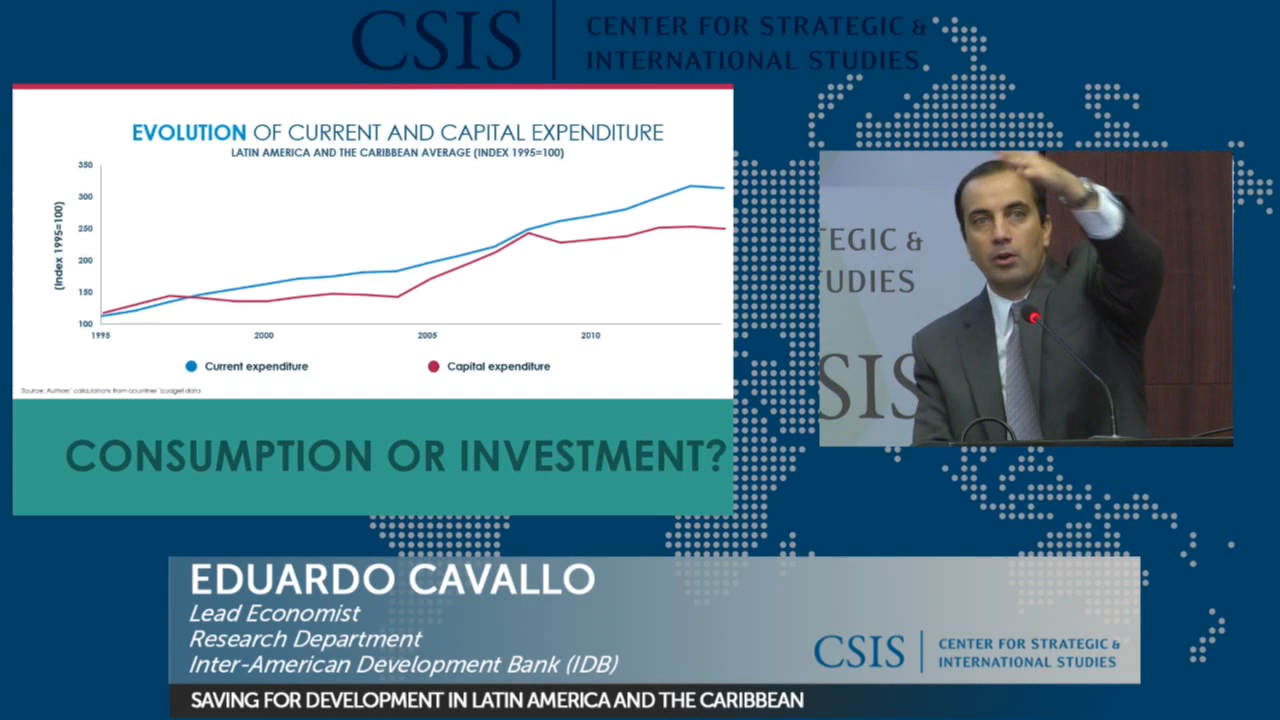 CSIS
CENTER FOR STRATEGIC &
INTERNATIONAL STUDIES
EVOLUTION OF CURRENT AND CAPITAL EXPENDITURE
LATIN AMERICA AND THE CARIBBEAN AVERAGE (INDEX 1995=100)
(Index 1995=100)
350
300
250
200
150
100
1995
2000
2005
2010
Current expenditure
Capital expenditure
Source: Authors' calculations from countries' budget data
CONSUMPTION OR INVESTMENT?
TEGIC &
UDIES
SIS
EDUARDO CAVALLO
Lead Economist
Research Department
Inter-American Development Bank (IDB)
CSIS
CENTER FOR STRATEGIC &
INTERNATIONAL STUDIES
SAVING FOR DEVELOPMENT IN LATIN AMERICA AND THE CARIBBEAN